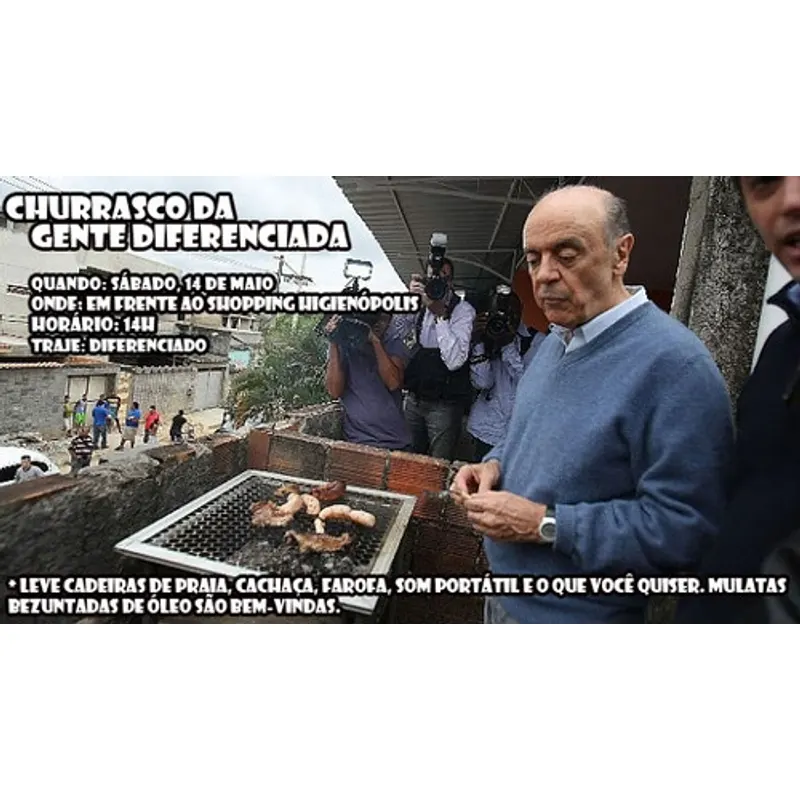 CHURRASCO DA
GENTE DIFERENCIADA
QUANDO: SÁBADO, 14 DE MAIO
ONDE: EM FRENTE AO SHOPPING HIGIENÓPOLIS
HORÁRIO: 14H
TRAJE: DIFERENCIADO
* LEVE CADEIRAS DE PRAIA, CACHAÇA, FAROFA, SOM PORTÁTIL E O QUE VOCÊ QUISER. MULATAS
BEZUNTADAS DE ÓLEO SÃO BEM-VINDAS.